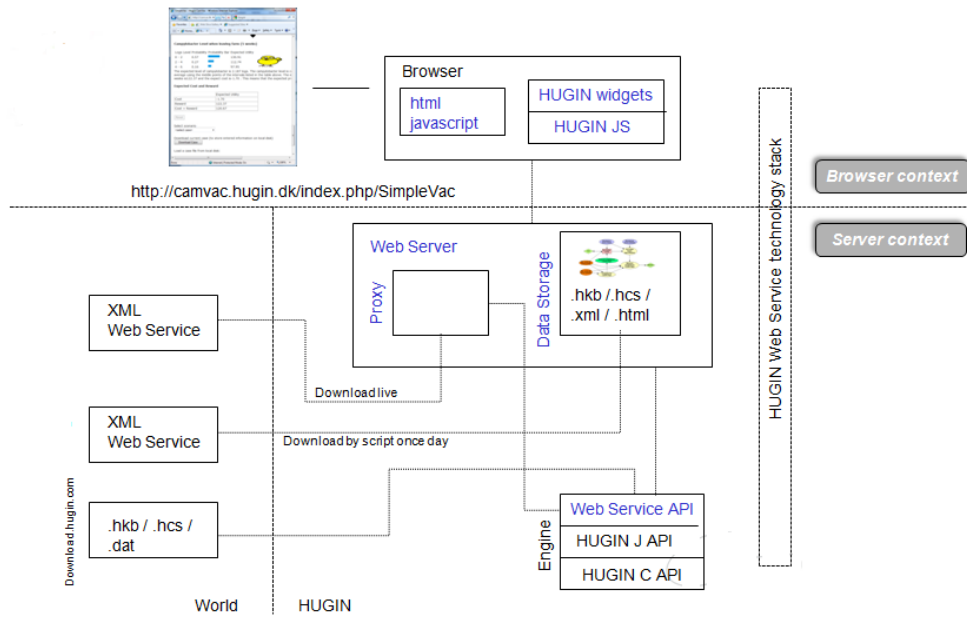 Browser
html
javascript
HUGIN widgets
HUGIN JS
http://camvac.hugin.dk/index.php/SimpleVac
Browser context
Server context
HUGIN Web Service technology stack
Web Server
Proxy
Data Storage
.hkb /.hcs /
.xml / .html
XML
Web Service
Download live
XML
Web Service
Download by script once day
Download.hugin.com
.hkb / .hcs /
.dat
Engine
Web Service API
HUGIN J API
HUGIN C API
World
HUGIN